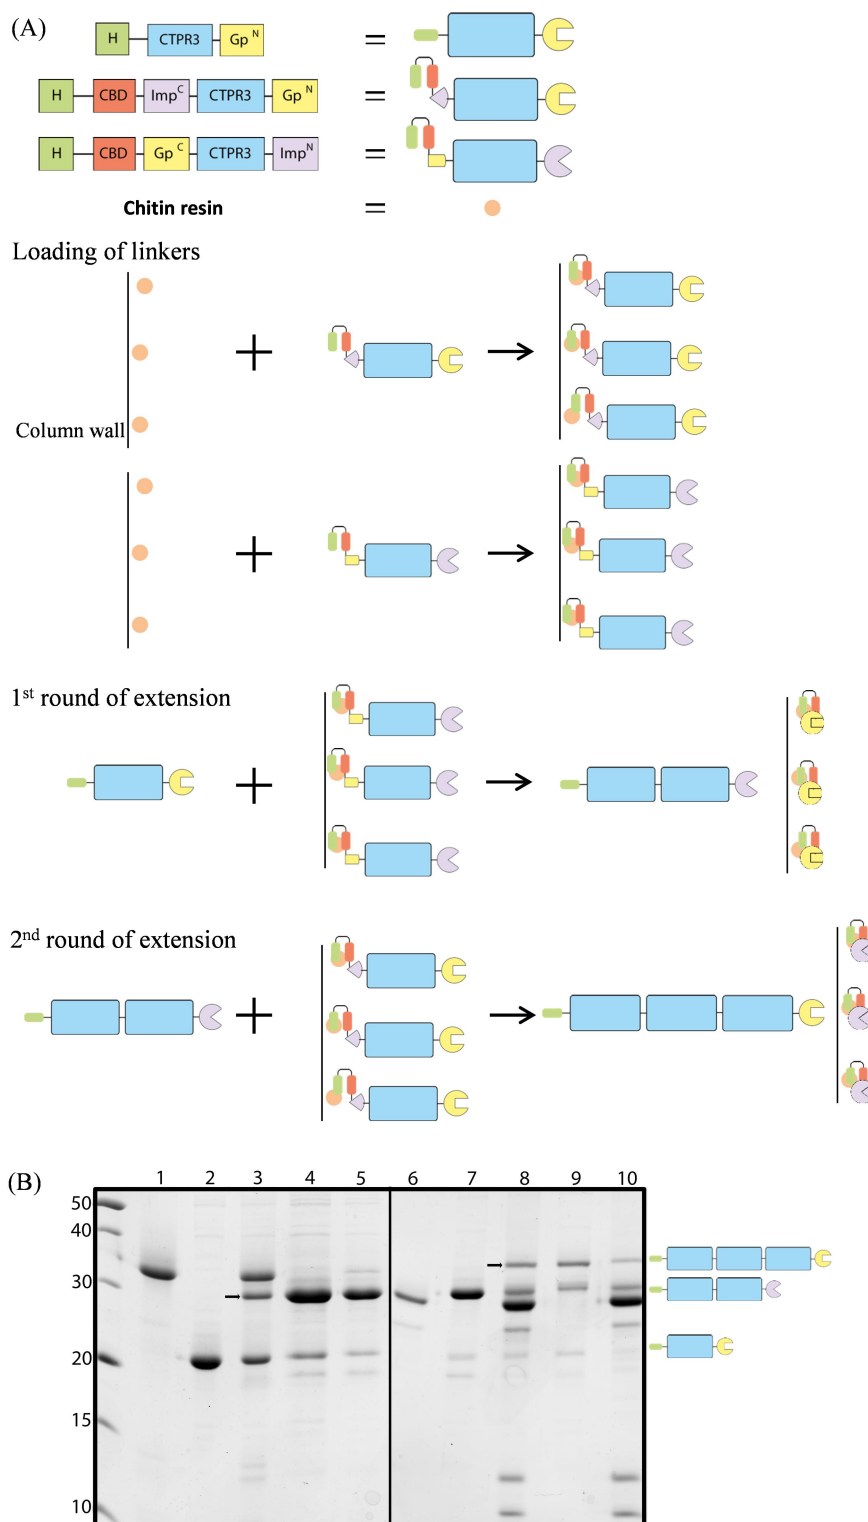 (A)
H CTPR3 Gp N =
H CBD Imp C CTPR3 Gp N =
H CBD Gp C CTPR3 Imp N =
Chitin resin =
Loading of linkers
+
Column wall
+
1st round of extension
+
2nd round of extension
+
(B)
1 2 3 4 5 6 7 8 9 10
50
40
30
20
15
10